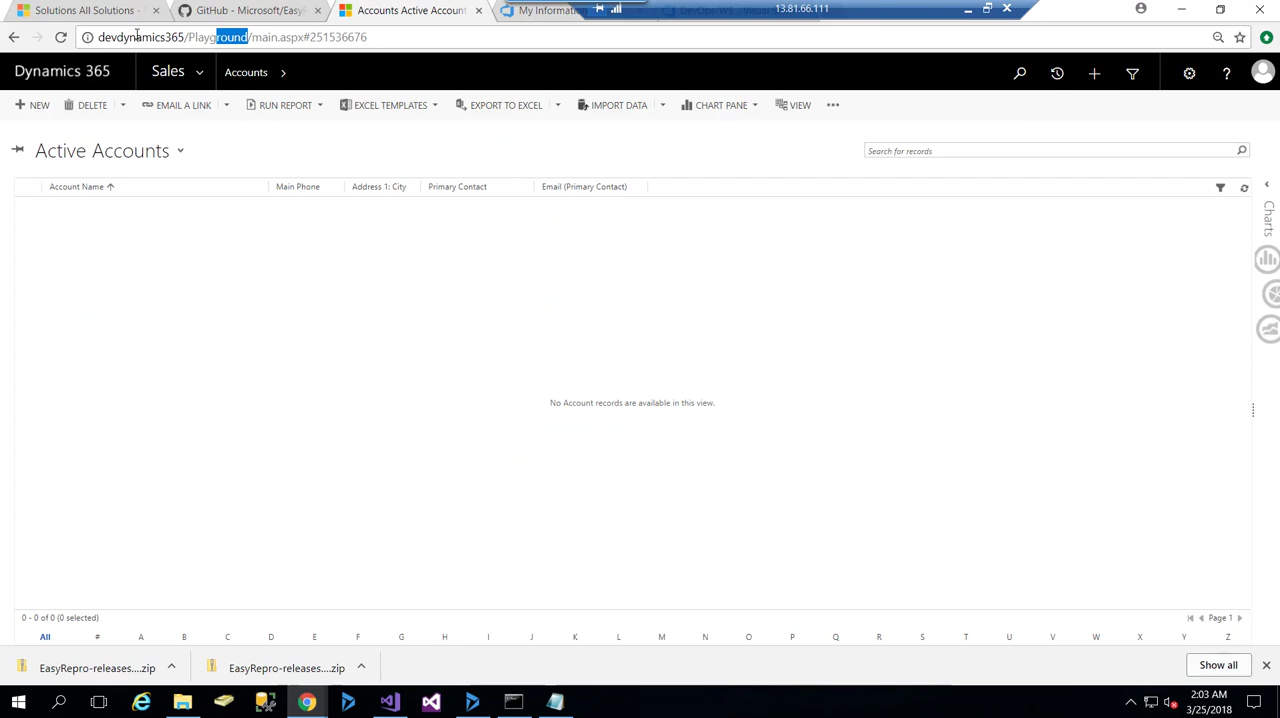 Solutions All Solutions -
GitHub - Microsoft/EasyR
Accounts Active Account
My Information
DevOps-WS - Visual
13.81.66.111
devdynamics365/Playground/main.aspx#251536676
Dynamics 365
Sales
Accounts
NEW
DELETE
EMAIL A LINK
RUN REPORT
EXCEL TEMPLATES
EXPORT TO EXCEL
IMPORT DATA
CHART PANE
VIEW
Active Accounts
Search for records
Account Name
Main Phone
Address 1: City
Primary Contact
Email (Primary Contact)
Charts
No Account records are available in this view.
0 - 0 of 0 (0 selected)
Page 1
All # A B C D E F G H I J K L M N O P Q R S T U V W X Y Z
EasyRepro-releases....zip
EasyRepro-releases....zip
Show all
2:03 AM
3/25/2018